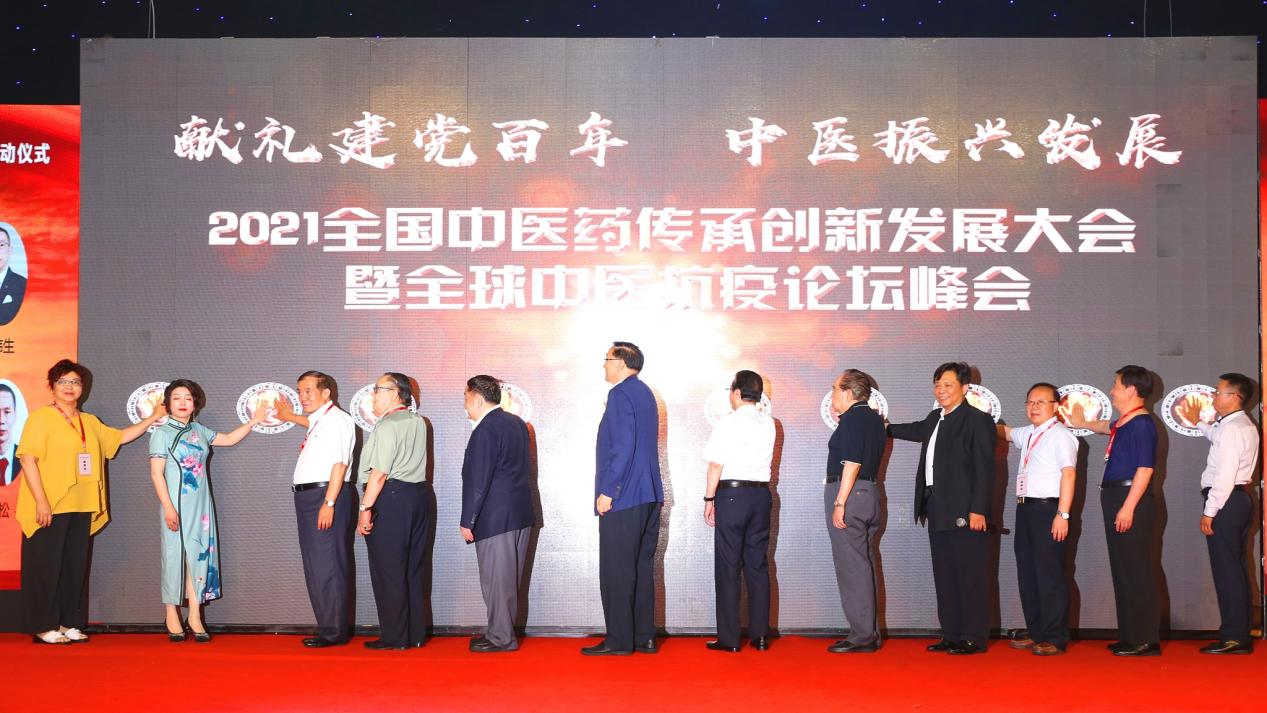 献礼建党百年 中医振兴发展
2021全国中医药传承创新发展大会
暨全球中医抗疫论坛峰会
动仪式
生
松